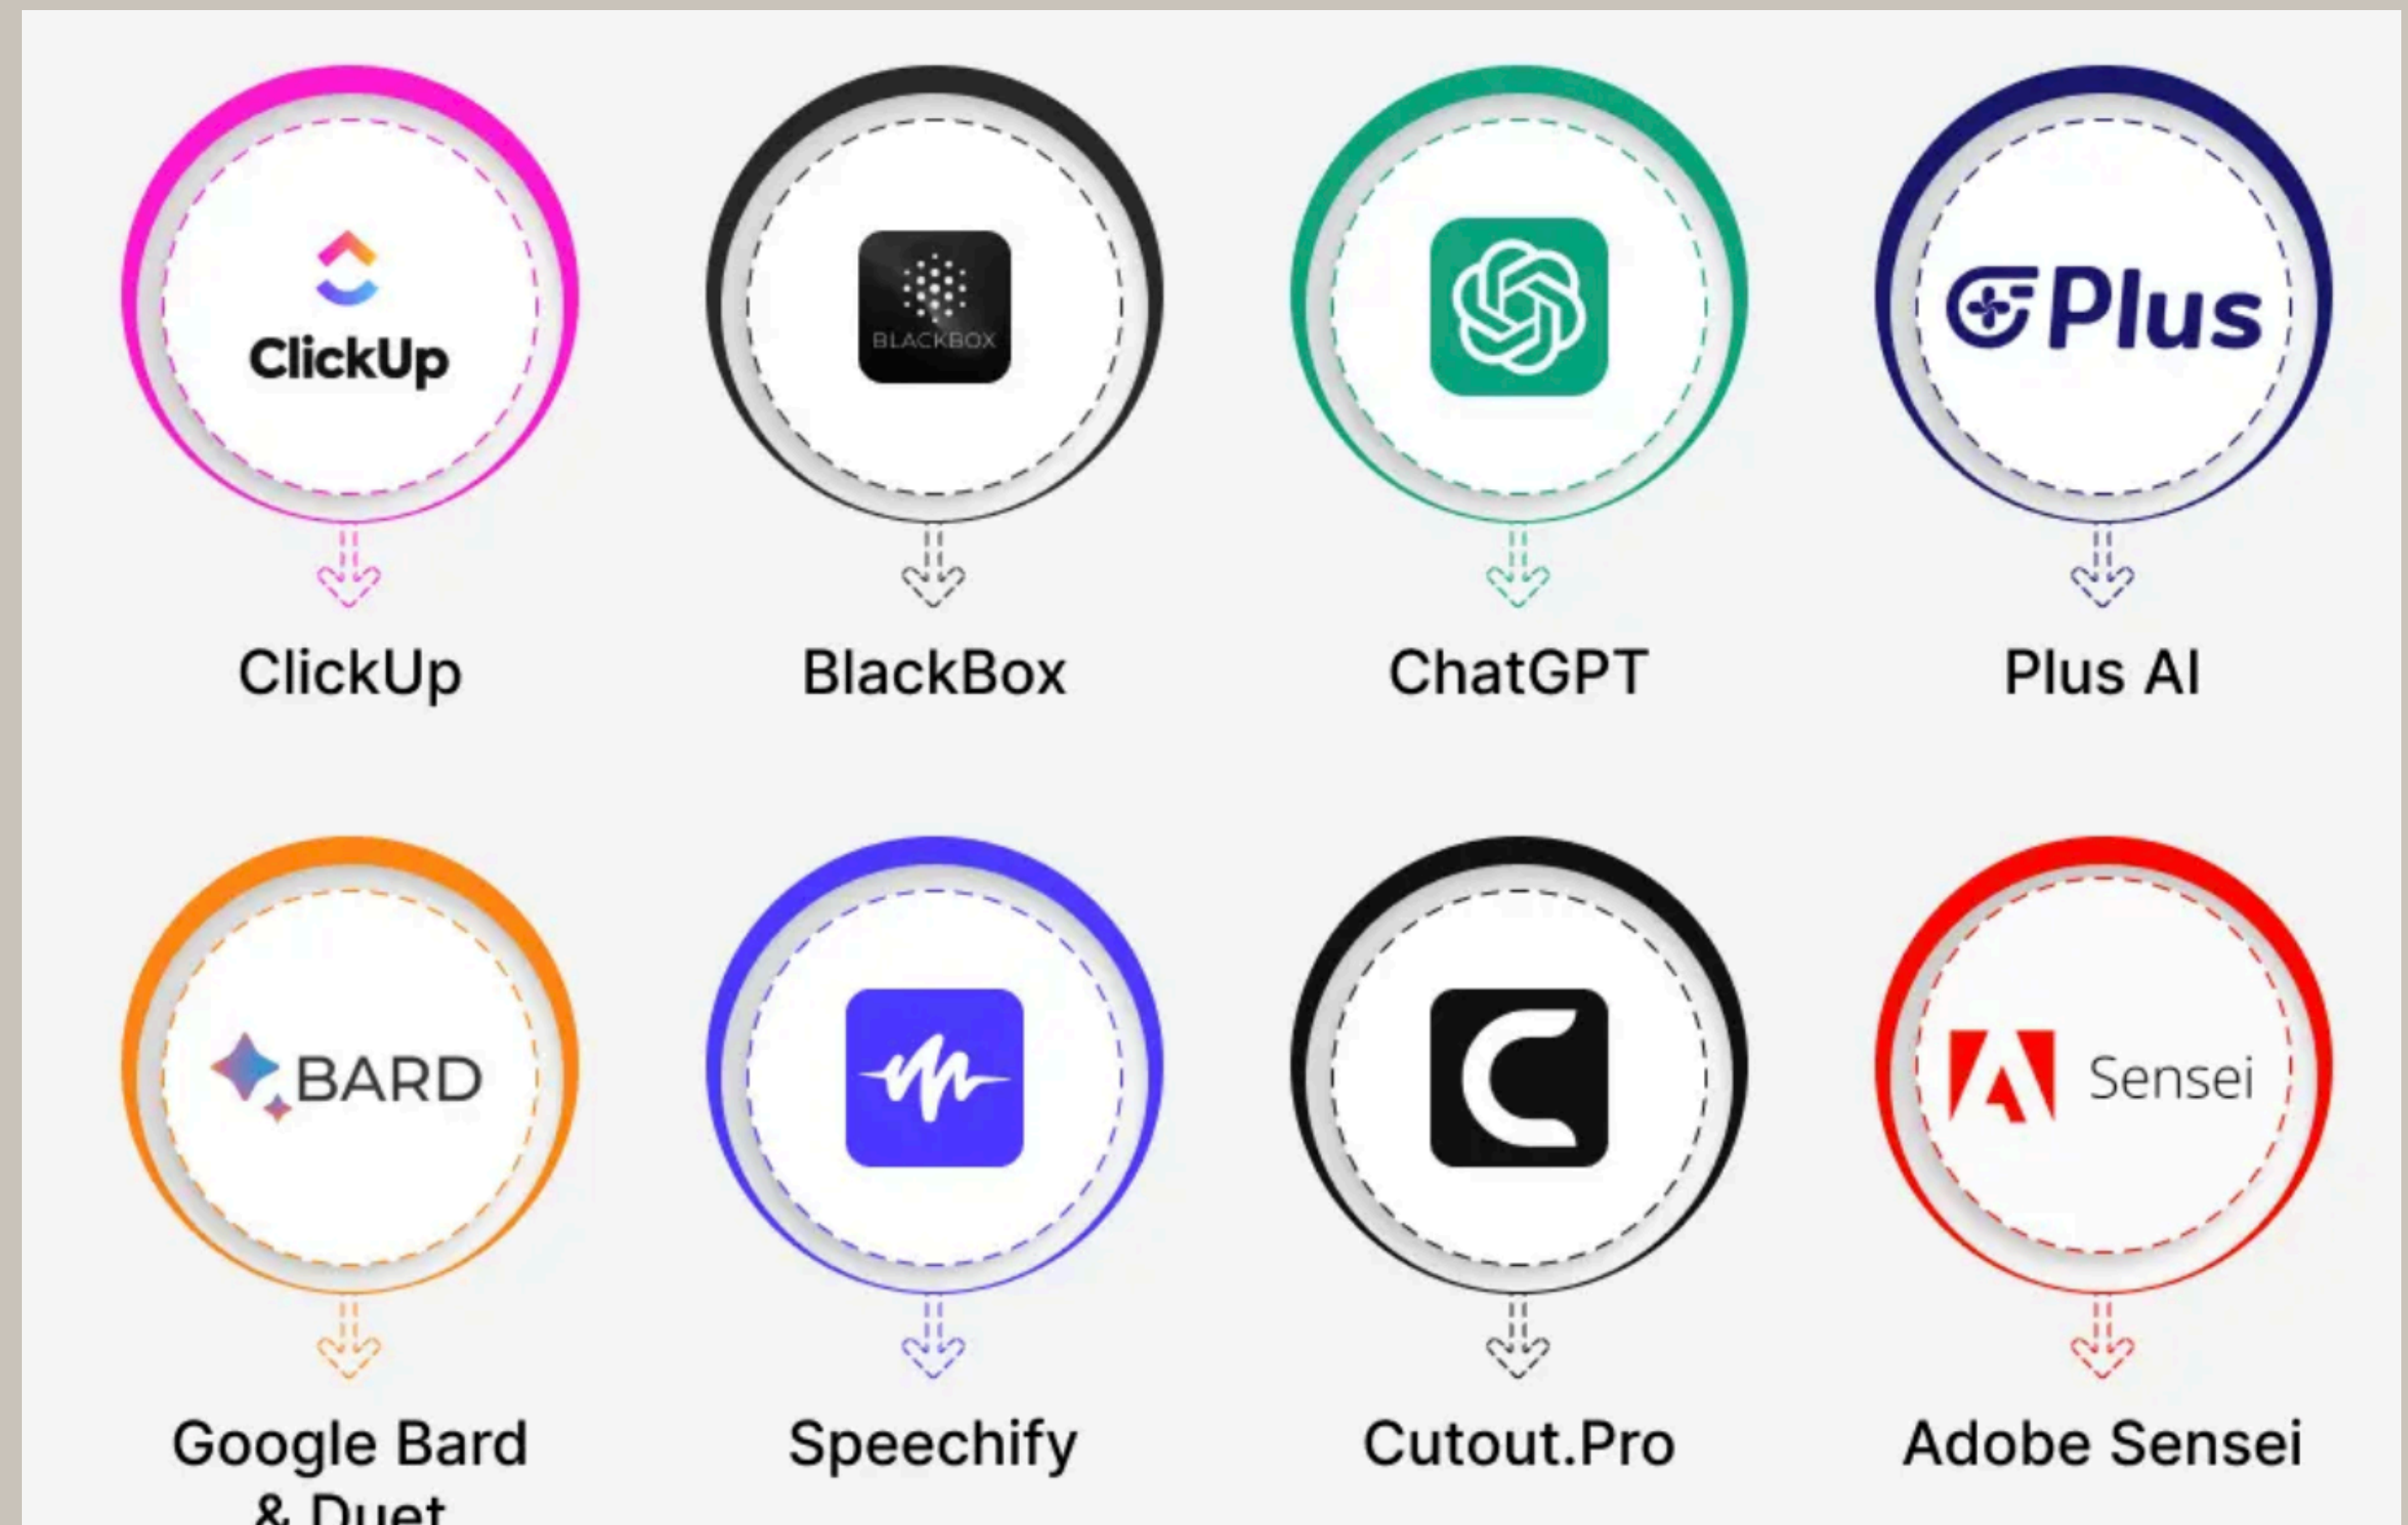 ClickUp
BLACKBOX
Plus
ClickUp
BlackBox
ChatGPT
Plus AI
BARD
Sensei
Google Bard
& Duet
Speechify
Cutout.Pro
Adobe Sensei